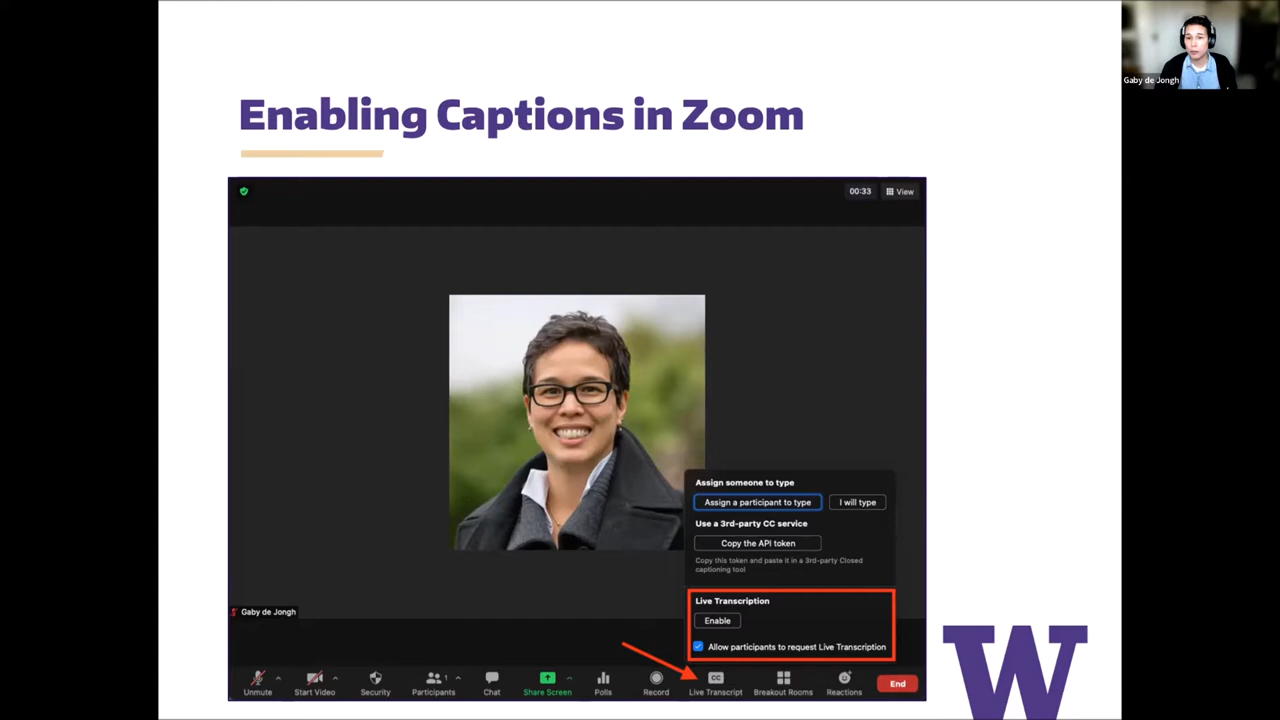 Gaby de Jongh
Enabling Captions in Zoom
00:33
View
Assign someone to type
Assign a participant to type
I will type
Use a 3rd-party CC service
Copy the API token
Copy this token and paste it in a 3rd-party Closed
captioning tool
Live Transcription
Enable
Allow participants to request Live Transcription
Gaby de Jongh
1
CC
Unmute
Start Video
Security
Participants
Chat
Share Screen
Polls
Record
Live Transcript
Breakout Rooms
Reactions
End
W